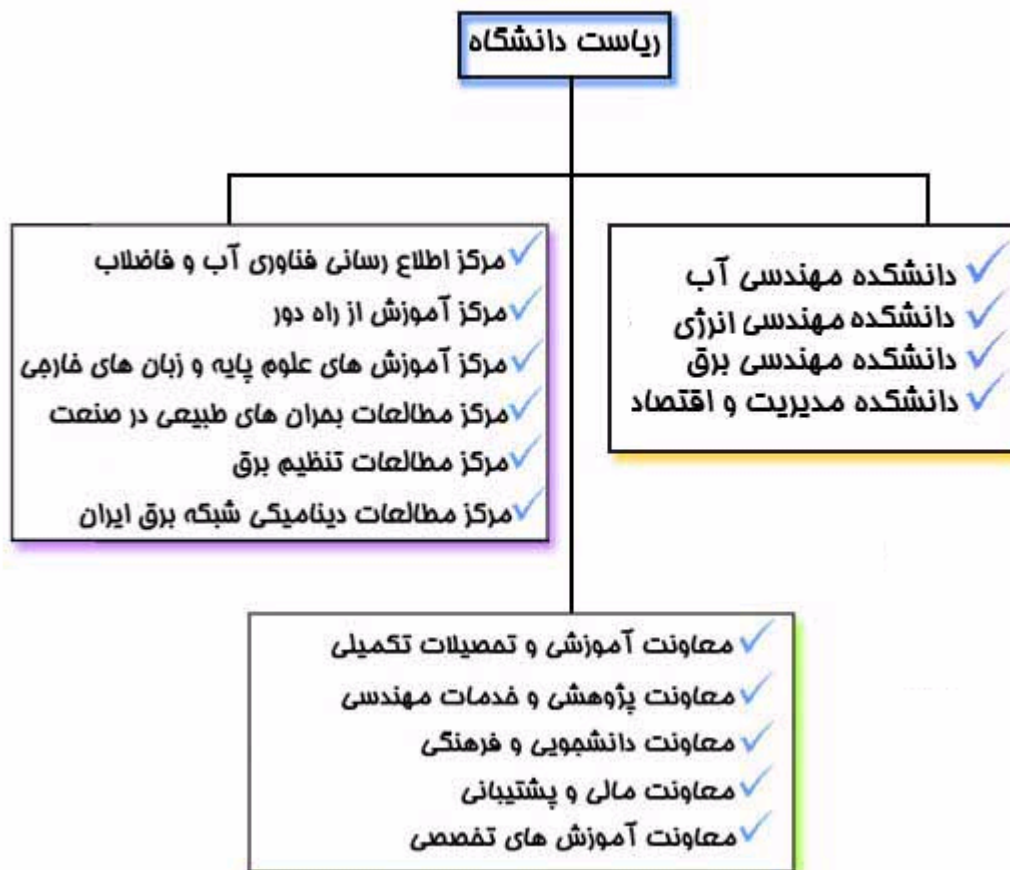 ریاست دانشگاه
دانشکده مهندسی آب
دانشکده مهندسی انرژی
دانشکده مهندسی برق
دانشکده مدیریت و اقتصاد
مرکز اطلاع رسانی فناوری آب و فاضلاب
مرکز آموزش از راه دور
مرکز آموزش های علوم پایه و زبان های خارجی
مرکز مطالعات بحران های طبیعی در صنعت
مرکز مطالعات تنظیم برق
مرکز مطالعات دینامیکی شبکه برق ایران
معاونت آموزشی و تحصیلات تکمیلی
معاونت پژوهشی و خدمات مهندسی
معاونت دانشجویی و فرهنگی
معاونت مالی و پشتیبانی
معاونت آموزش های تخصصی